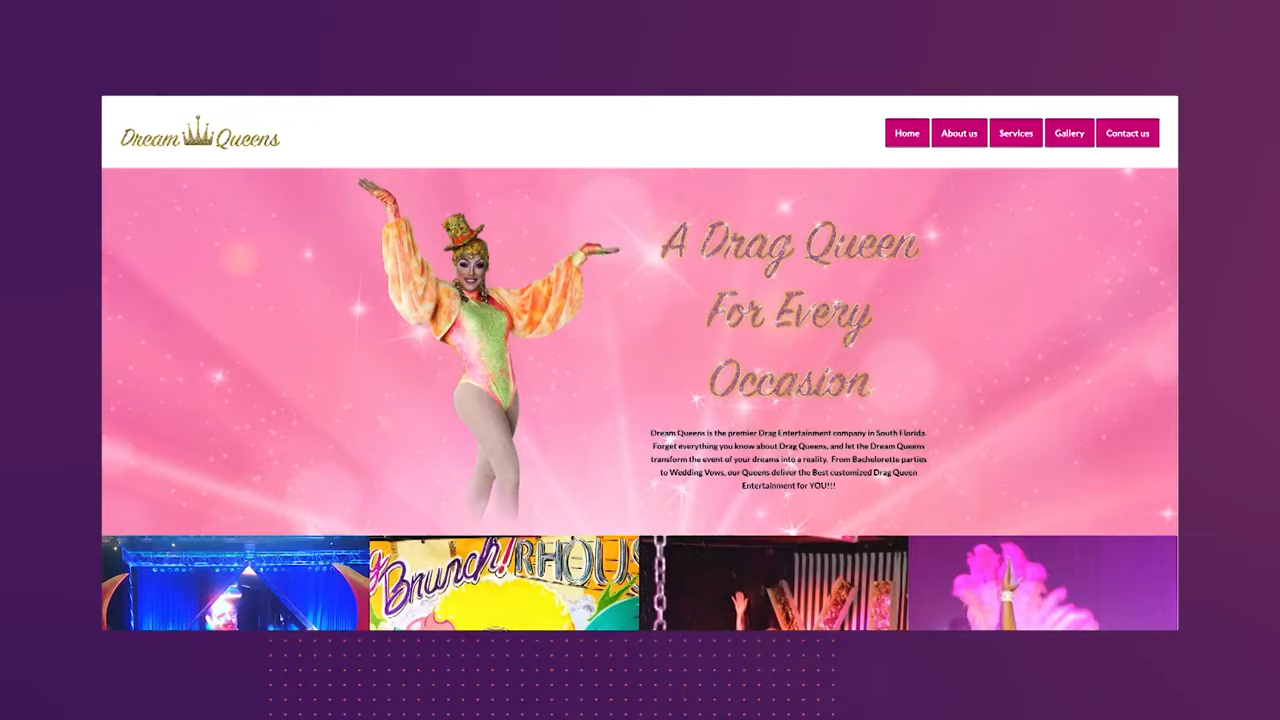 Dream Queens
Home About us Services Gallery Contact us
A Drag Queen
For Every
Occasion
Dream Queens is the premier Drag Entertainment company in South Florida.
Forget everything you know about Drag Queens, and let the Dream Queens
transform the event of your dreams into a reality. From Bachelorette parties
to Wedding Vows, our Queens deliver the Best customized Drag Queen
Entertainment for YOU!!!
Brunch!